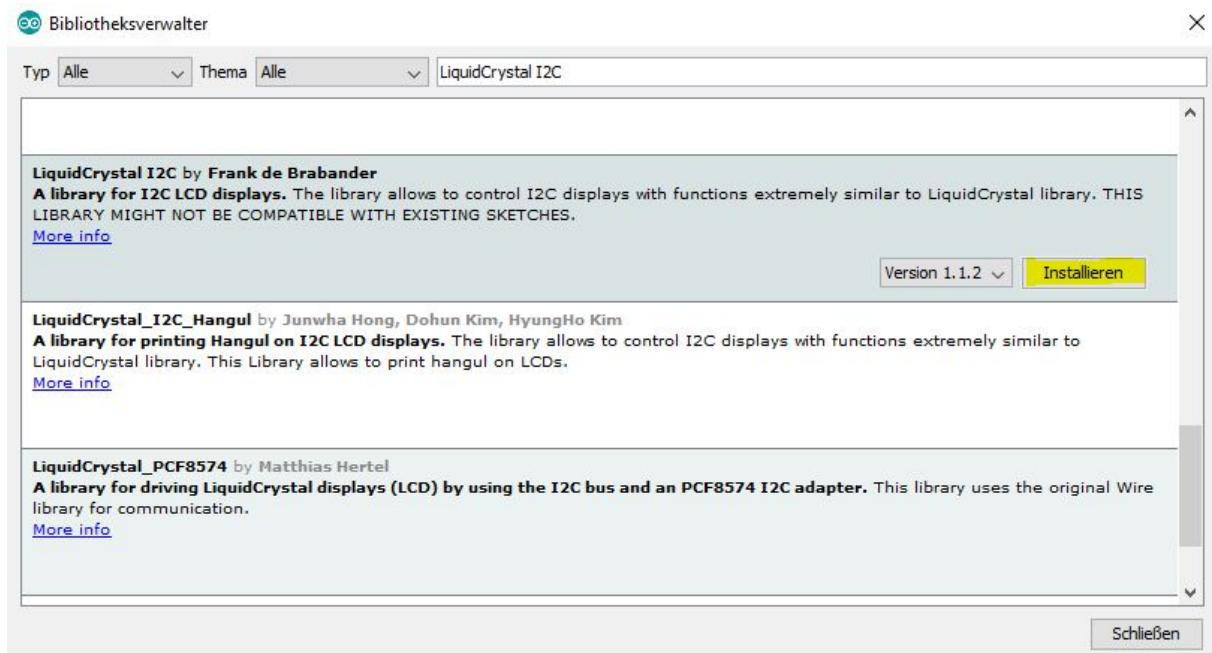 Bibliotheksverwalter
Typ Alle Thema Alle LiquidCrystal I2C
LiquidCrystal I2C by Frank de Brabander
A library for I2C LCD displays. The library allows to control I2C displays with functions extremely similar to LiquidCrystal library. THIS
LIBRARY MIGHT NOT BE COMPATIBLE WITH EXISTING SKETCHES.
More info
Version 1.1.2 Installieren
LiquidCrystal_I2C_Hangul by Junwha Hong, Dohun Kim, HyungHo Kim
A library for printing Hangul on I2C LCD displays. The library allows to control I2C displays with functions extremely similar to
LiquidCrystal library. This Library allows to print hangul on LCDs.
More info
LiquidCrystal_PCF8574 by Matthias Hertel
A library for driving LiquidCrystal displays (LCD) by using the I2C bus and an PCF8574 I2C adapter. This library uses the original Wire
library for communication.
More info
Schließen